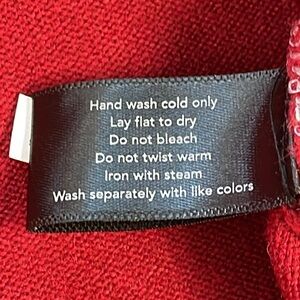 Hand wash cold only
Lay flat to dry
Do not bleach
Do not twist warm
Iron with steam
Wash separately with like colors